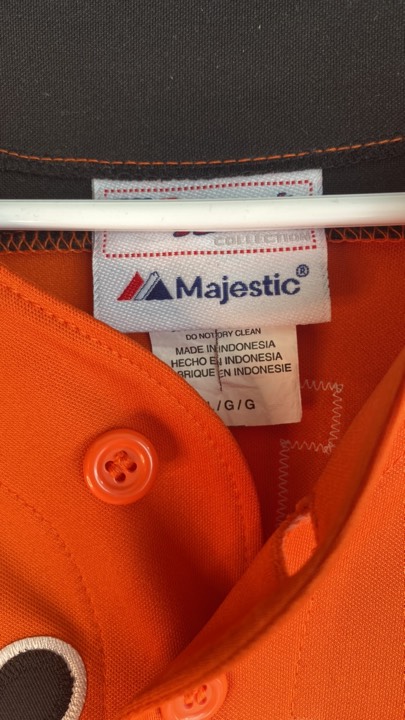 COLLECTION
Majestic®
DO NOT DRY CLEAN
MADE IN INDONESIA
HECHO EN INDONESIA
FABRIQUE EN INDONESIE
L/G/G